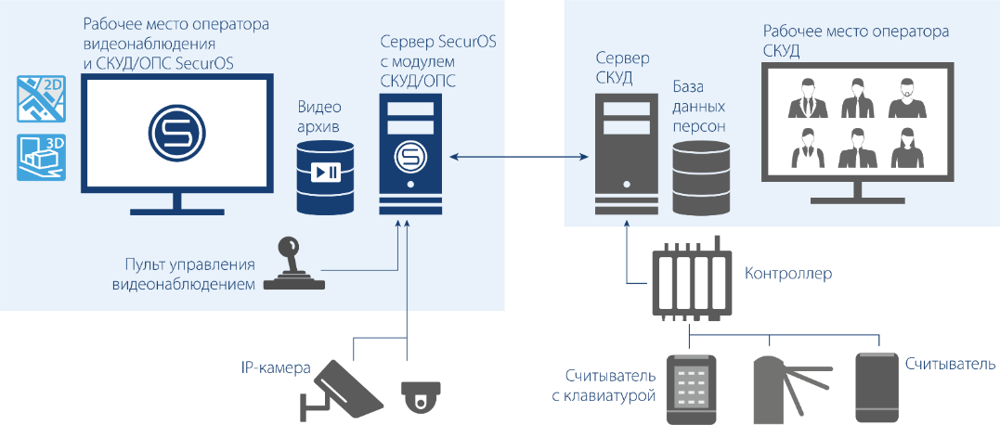 Рабочее место оператора
видеонаблюдения
и СКУД/ОПС SecurOS
2D
3D
S
Видео
архив
Сервер SecurOS
с модулем
СКУД/ОПС
S
Пульт управления
видеонаблюдением
IP-камера
Сервер
СКУД
База
данных
персон
Рабочее место оператора
СКУД
Контроллер
Считыватель
с клавиатурой
Считыватель